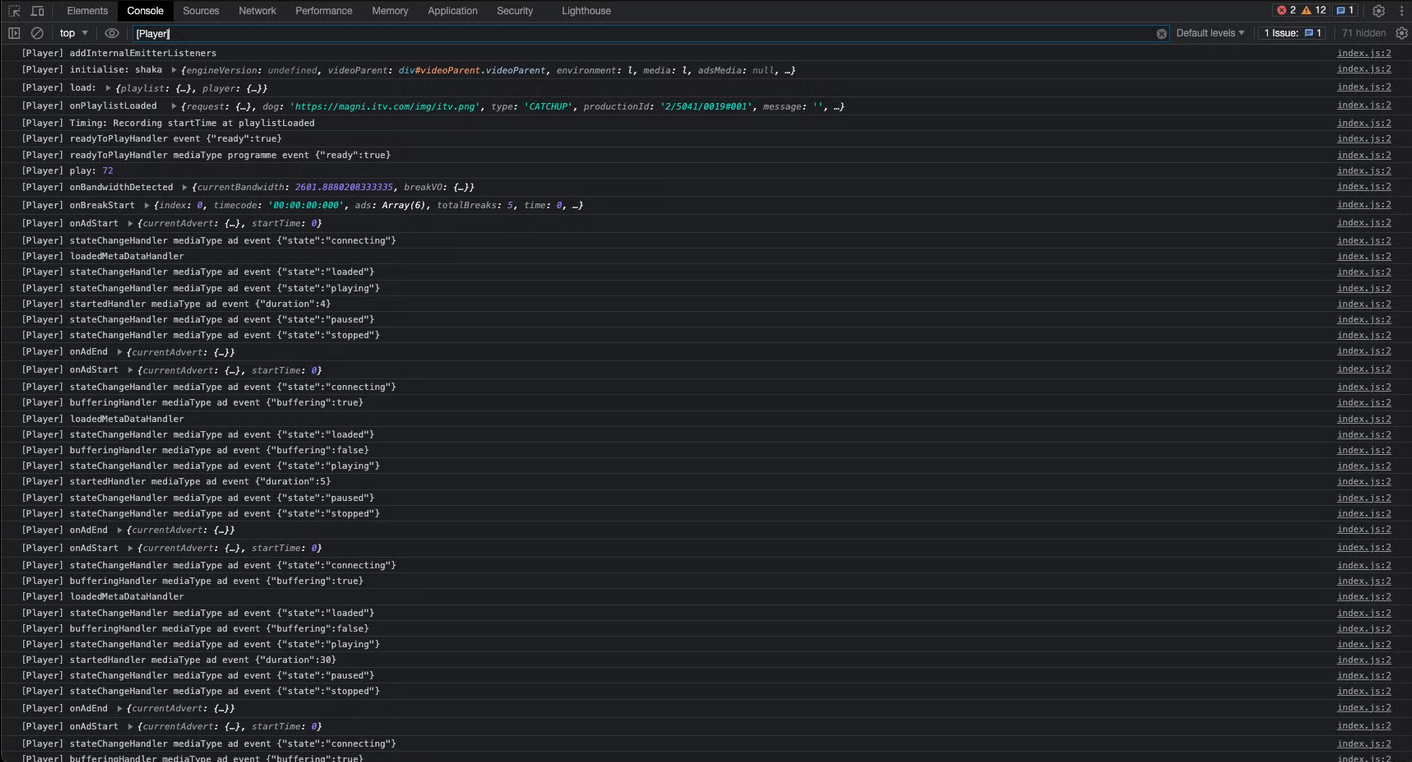 Elements Console Sources Network Performance Memory Application Security Lighthouse 2 12 1
top [Player] Default levels 1 Issue: 1 71 hidden
[Player] addInternalEmitterListeners index.js:2
[Player] initialise: shaka {engineVersion: undefined, videoParent: div#videoParent.videoParent, environment: l, media: l, adsMedia: null, …} index.js:2
[Player] load: {playlist: {…}, player: {…}} index.js:2
[Player] onPlaylistLoaded {request: {…}, dog: 'https://magni.itv.com/img/itv.png', type: 'CATCHUP', productionId: '2/5041/0019#001', message: '', …} index.js:2
[Player] Timing: Recording startTime at playlistLoaded index.js:2
[Player] readyToPlayHandler event {"ready":true} index.js:2
[Player] readyToPlayHandler mediaType programme event {"ready":true} index.js:2
[Player] play: 72 index.js:2
[Player] onBandwidthDetected {currentBandwidth: 2601.8880208333335, breakVO: {…}} index.js:2
[Player] onBreakStart {index: 0, timecode: '00:00:00:000', ads: Array(6), totalBreaks: 5, time: 0, …} index.js:2
[Player] onAdStart {currentAdvert: {…}, startTime: 0} index.js:2
[Player] stateChangeHandler mediaType ad event {"state":"connecting"} index.js:2
[Player] loadedMetaDataHandler index.js:2
[Player] stateChangeHandler mediaType ad event {"state":"loaded"} index.js:2
[Player] stateChangeHandler mediaType ad event {"state":"playing"} index.js:2
[Player] startedHandler mediaType ad event {"duration":4} index.js:2
[Player] stateChangeHandler mediaType ad event {"state":"paused"} index.js:2
[Player] stateChangeHandler mediaType ad event {"state":"stopped"} index.js:2
[Player] onAdEnd {currentAdvert: {…}} index.js:2
[Player] onAdStart {currentAdvert: {…}, startTime: 0} index.js:2
[Player] stateChangeHandler mediaType ad event {"state":"connecting"} index.js:2
[Player] bufferingHandler mediaType ad event {"buffering":true} index.js:2
[Player] loadedMetaDataHandler index.js:2
[Player] stateChangeHandler mediaType ad event {"state":"loaded"} index.js:2
[Player] bufferingHandler mediaType ad event {"buffering":false} index.js:2
[Player] stateChangeHandler mediaType ad event {"state":"playing"} index.js:2
[Player] startedHandler mediaType ad event {"duration":5} index.js:2
[Player] stateChangeHandler mediaType ad event {"state":"paused"} index.js:2
[Player] stateChangeHandler mediaType ad event {"state":"stopped"} index.js:2
[Player] onAdEnd {currentAdvert: {…}} index.js:2
[Player] onAdStart {currentAdvert: {…}, startTime: 0} index.js:2
[Player] stateChangeHandler mediaType ad event {"state":"connecting"} index.js:2
[Player] bufferingHandler mediaType ad event {"buffering":true} index.js:2
[Player] loadedMetaDataHandler index.js:2
[Player] stateChangeHandler mediaType ad event {"state":"loaded"} index.js:2
[Player] bufferingHandler mediaType ad event {"buffering":false} index.js:2
[Player] stateChangeHandler mediaType ad event {"state":"playing"} index.js:2
[Player] startedHandler mediaType ad event {"duration":30} index.js:2
[Player] stateChangeHandler mediaType ad event {"state":"paused"} index.js:2
[Player] stateChangeHandler mediaType ad event {"state":"stopped"} index.js:2
[Player] onAdEnd {currentAdvert: {…}} index.js:2
[Player] onAdStart {currentAdvert: {…}, startTime: 0} index.js:2
[Player] stateChangeHandler mediaType ad event {"state":"connecting"} index.js:2
[Player] bufferingHandler mediaType ad event {"buffering":true} index.js:2